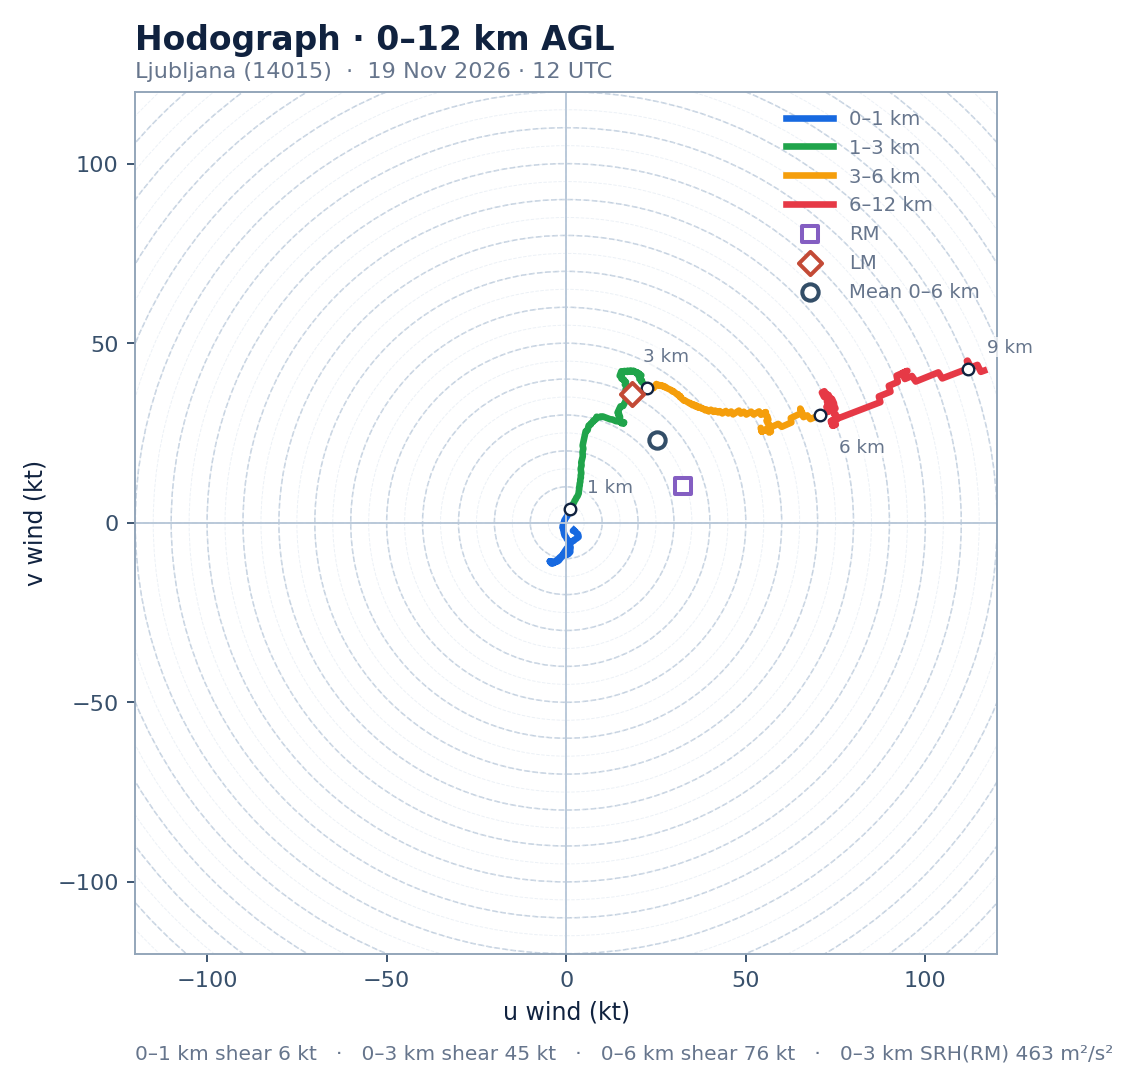 Hodograph · 0–12 km AGL
Ljubljana (14015) · 19 Nov 2026 · 12 UTC
0–1 km
1–3 km
3–6 km
6–12 km
RM
LM
Mean 0–6 km
100
50
0
−50
−100
v wind (kt)
9 km
3 km
6 km
1 km
−100
−50
0
50
100
u wind (kt)
0–1 km shear 6 kt · 0–3 km shear 45 kt · 0–6 km shear 76 kt · 0–3 km SRH(RM) 463 m²/s²